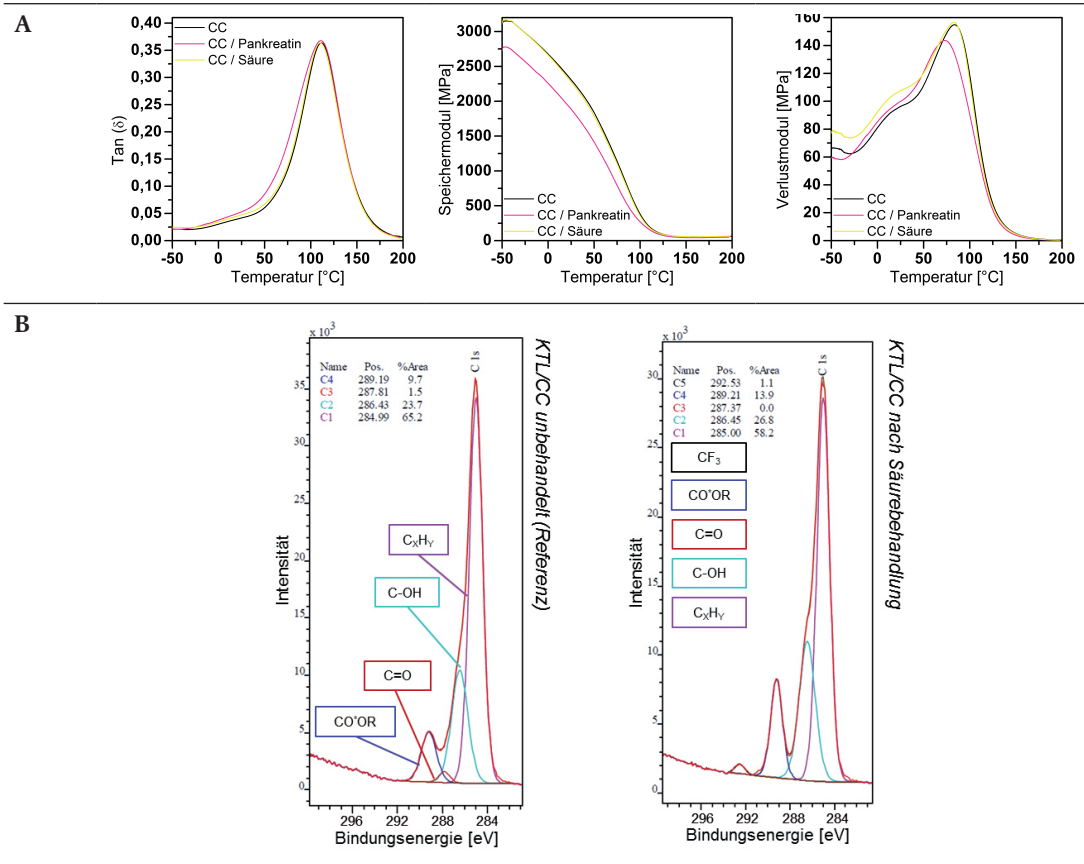 A
0,40
0,35
0,30
0,25
0,20
0,15
0,10
0,05
0,00
Tan (δ)
CC
CC / Pankreatin
CC / Säure
-50 0 50 100 150 200
Temperatur [°C]
3000
2500
2000
1500
1000
500
0
Speichermodul [MPa]
CC
CC / Pankreatin
CC / Säure
-50 0 50 100 150 200
Temperatur [°C]
160
140
120
100
80
60
40
20
0
Verlustmodul [MPa]
CC
CC / Pankreatin
CC / Säure
-50 0 50 100 150 200
Temperatur [°C]
B
x 10³
Name Pos. %Area
C4 289.19 9.7
C3 287.81 1.5
C2 286.43 23.7
C1 284.99 65.2
C 1s
35
30
25
20
15
10
5
0
Intensität
CXHY
C-OH
C=O
CO*OR
296 292 288 284
Bindungsenergie [eV]
KTL/CC unbehandelt (Referenz)
x 10³
Name Pos. %Area
C5 292.53 1.1
C4 289.21 13.9
C3 287.37 0.0
C2 286.45 26.8
C1 285.00 58.2
C 1s
30
25
20
15
10
5
0
Intensität
CF₃
CO*OR
C=O
C-OH
CXHY
296 292 288 284
Bindungsenergie [eV]
KTL/CC nach Säurebehandlung